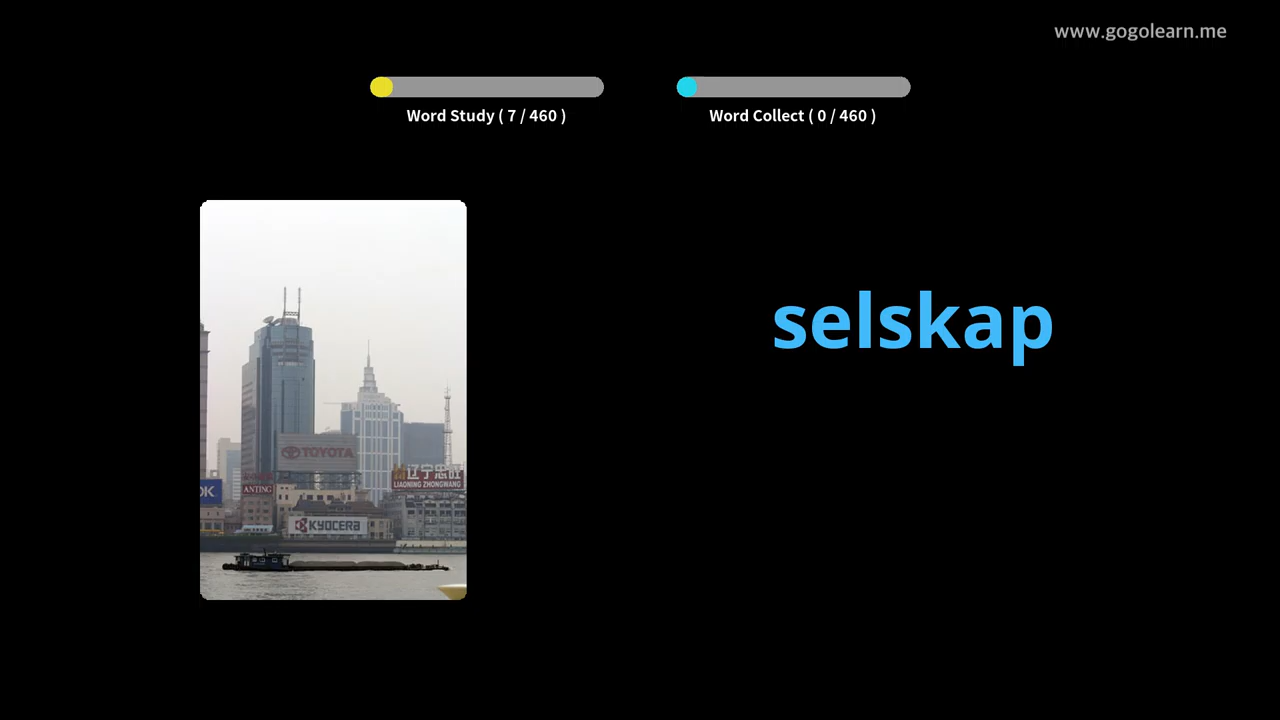 www.gogolearn.me
Word Study ( 7 / 460 )
Word Collect ( 0 / 460 )
selskap
TOYOTA
辽宁忠旺
LIAONING ZHONGWANG
OK
ANTING
KYOCERA